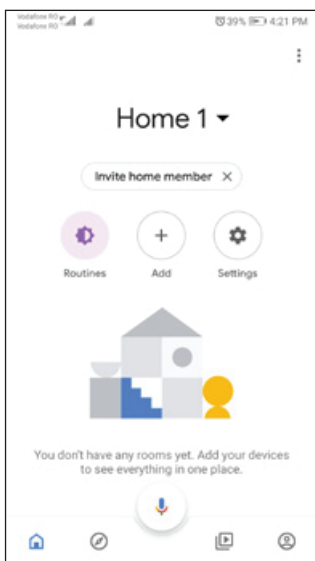 Vodafone RO
Vodafone RO
39% 4:21 PM
Home 1
Invite home member
Routines
Add
Settings
You don't have any rooms yet. Add your devices
to see everything in one place.